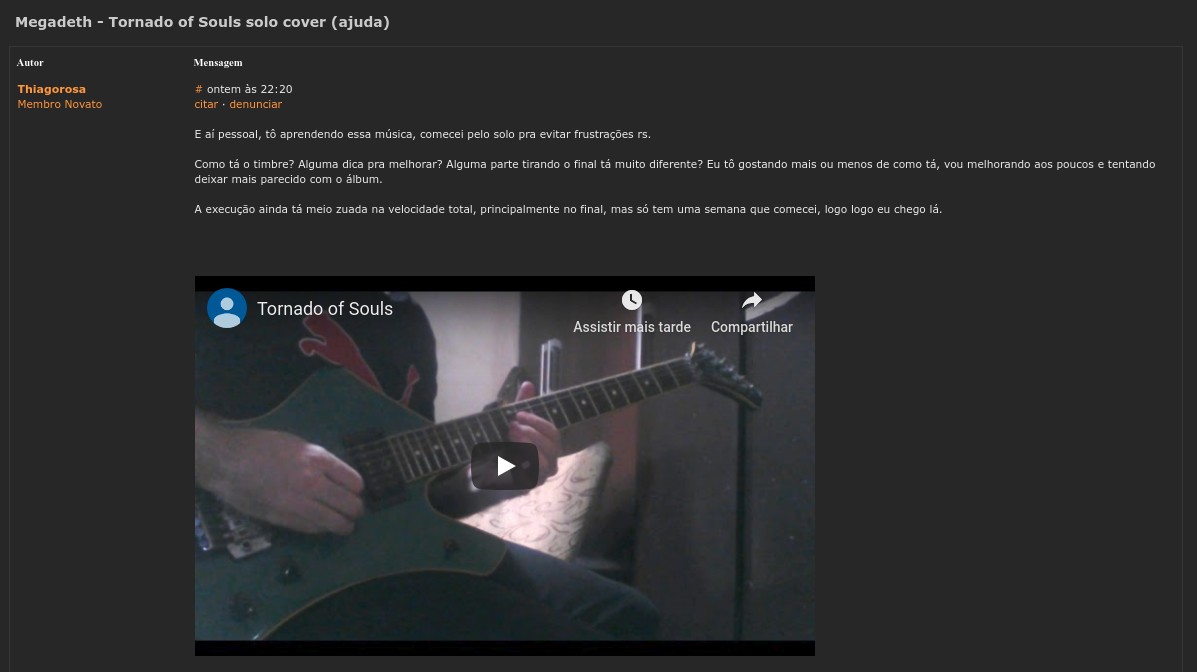 Megadeth - Tornado of Souls solo cover (ajuda)
Autor
Mensagem
Thiagorosa
Membro Novato
# ontem às 22:20
citar · denunciar
E aí pessoal, tô aprendendo essa música, comecei pelo solo pra evitar frustrações rs.
Como tá o timbre? Alguma dica pra melhorar? Alguma parte tirando o final tá muito diferente? Eu tô gostando mais ou menos de como tá, vou melhorando aos poucos e tentando
deixar mais parecido com o álbum.
A execução ainda tá meio zuada na velocidade total, principalmente no final, mas só tem uma semana que comecei, logo logo eu chego lá.
Tornado of Souls
Assistir mais tarde
Compartilhar